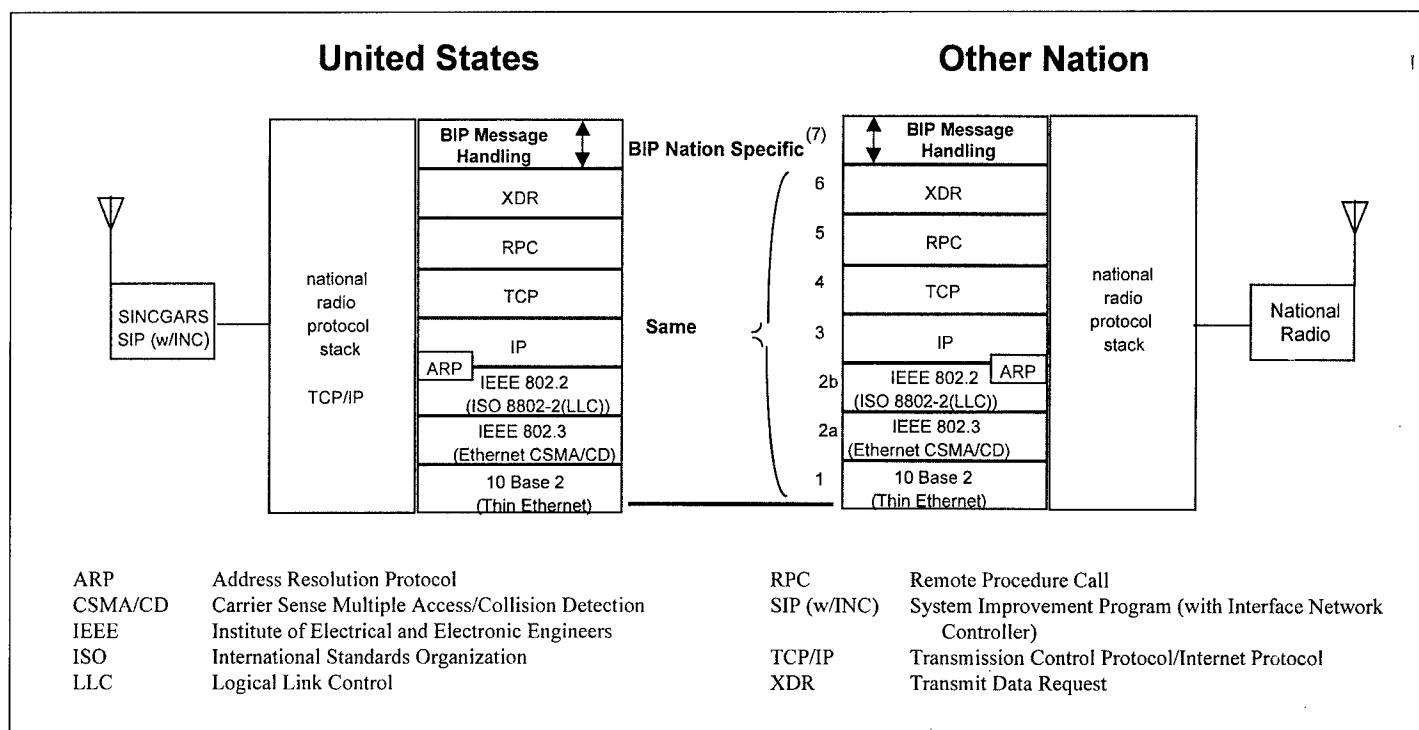 United States
Other Nation
BIP Message
Handling
XDR
RPC
TCP
IP
ARP
IEEE 802.2
(ISO 8802-2(LLC))
IEEE 802.3
(Ethernet CSMA/CD)
10 Base 2
(Thin Ethernet)
national
radio
protocol
stack
TCP/IP
SINCGARS
SIP (w/INC)
BIP Nation Specific
(7)
6
5
4
Same
3
2b
2a
1
BIP Message
Handling
XDR
RPC
TCP
IP
ARP
IEEE 802.2
(ISO 8802-2(LLC))
IEEE 802.3
(Ethernet CSMA/CD)
10 Base 2
(Thin Ethernet)
national
radio
protocol
stack
National
Radio
ARP Address Resolution Protocol
CSMA/CD Carrier Sense Multiple Access/Collision Detection
IEEE Institute of Electrical and Electronic Engineers
ISO International Standards Organization
LLC Logical Link Control
RPC Remote Procedure Call
SIP (w/INC) System Improvement Program (with Interface Network
Controller)
TCP/IP Transmission Control Protocol/Internet Protocol
XDR Transmit Data Request